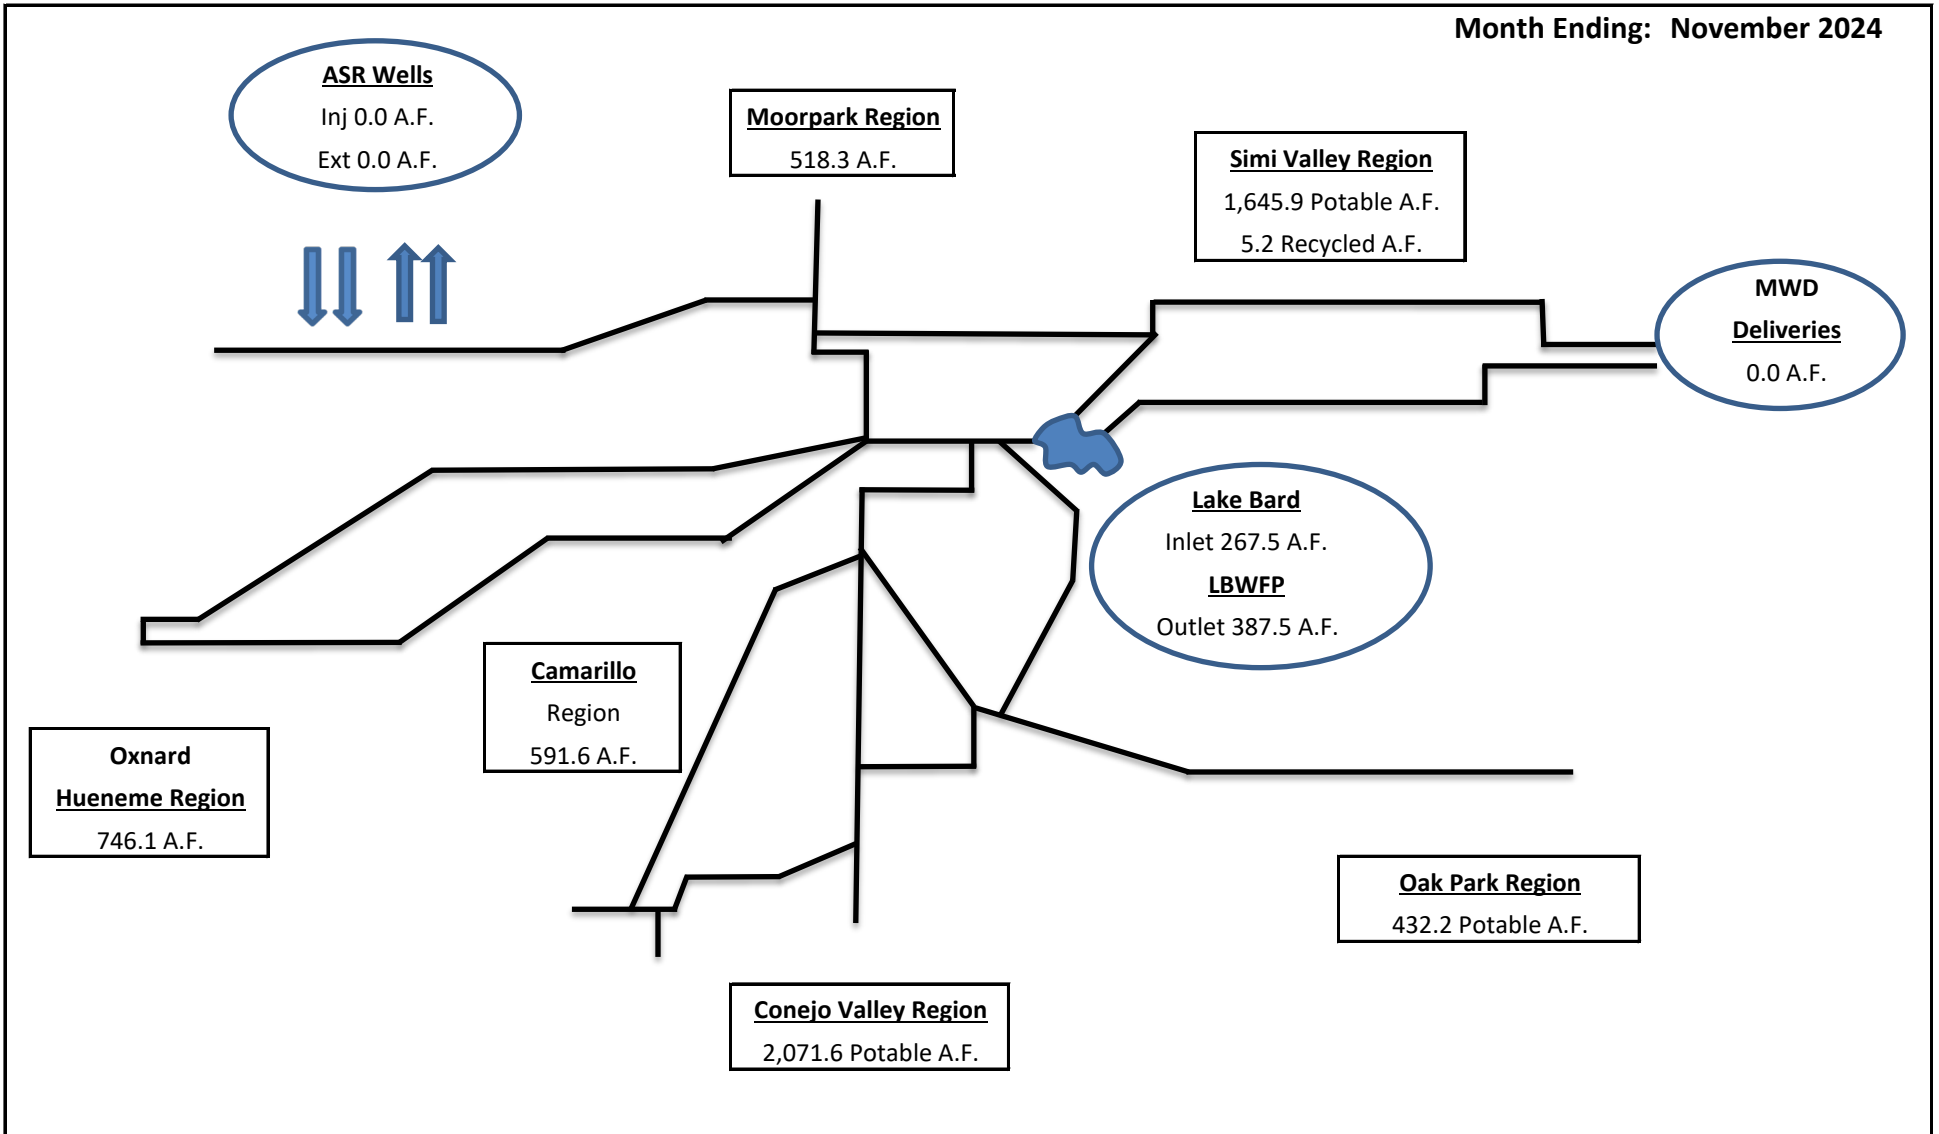 Month Ending: November 2024
ASR Wells
Inj 0.0 A.F.
Ext 0.0 A.F.
Moorpark Region
518.3 A.F.
Simi Valley Region
1,645.9 Potable A.F.
5.2 Recycled A.F.
MWD
Deliveries
0.0 A.F.
Lake Bard
Inlet 267.5 A.F.
LBWFP
Outlet 387.5 A.F.
Camarillo
Region
591.6 A.F.
Oxnard
Hueneme Region
746.1 A.F.
Oak Park Region
432.2 Potable A.F.
Conejo Valley Region
2,071.6 Potable A.F.